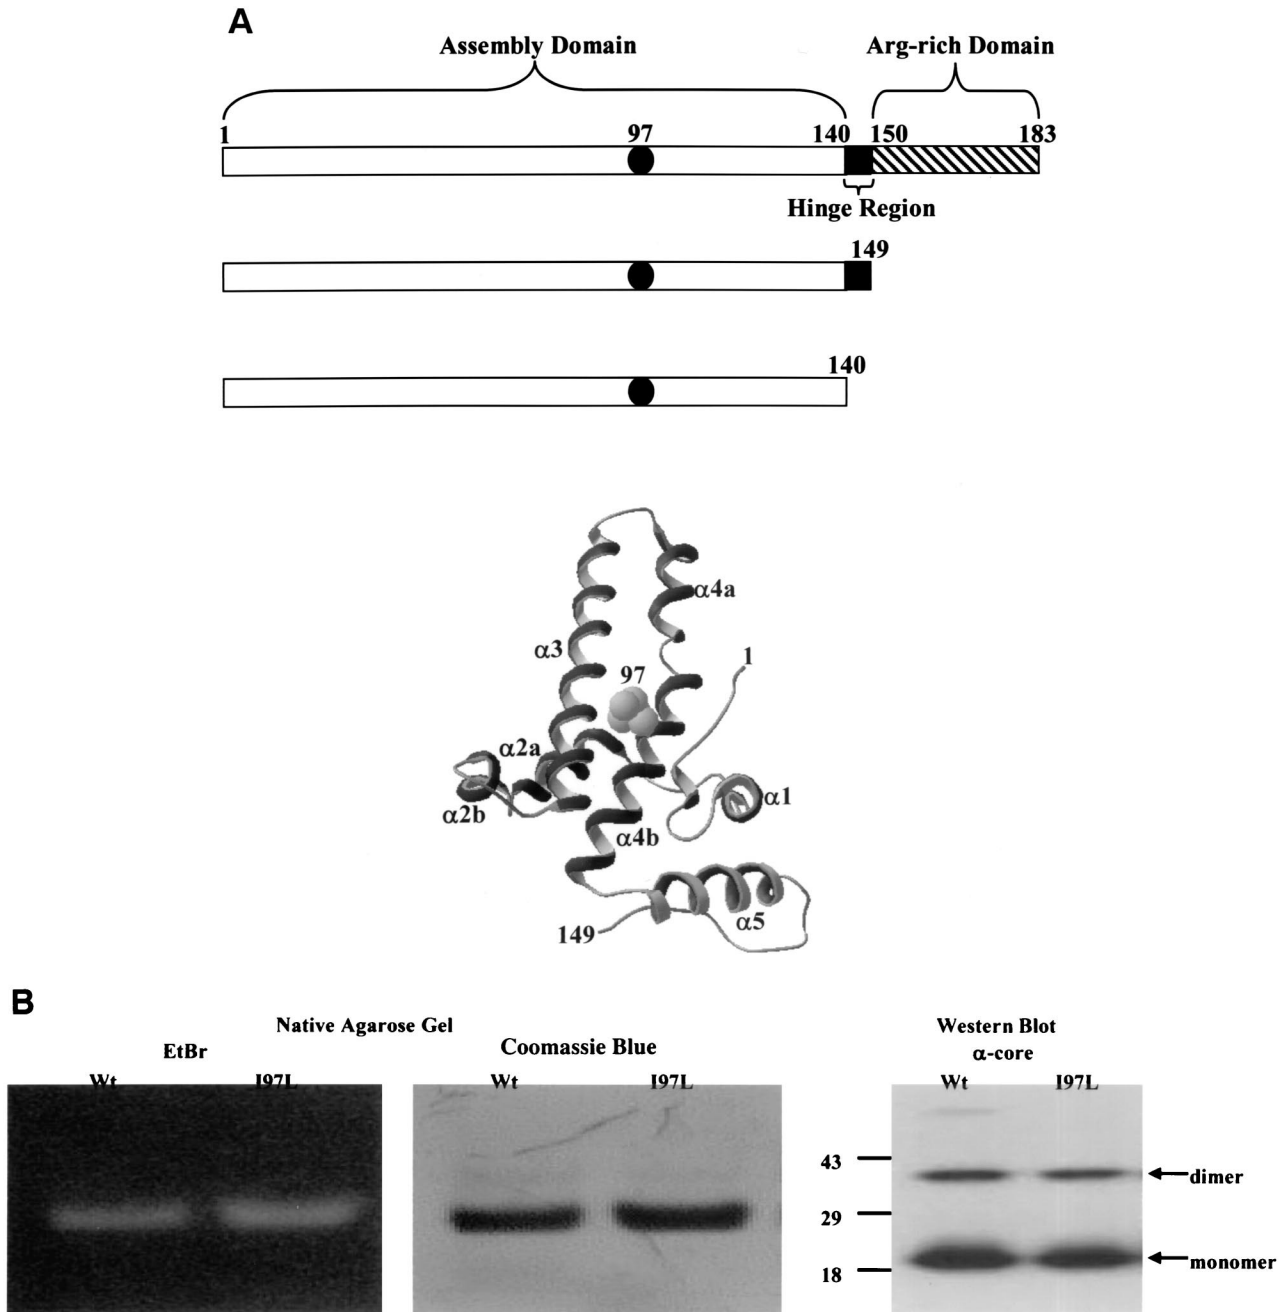 A
Assembly Domain
Arg-rich Domain
1 97 140 150 183
Hinge Region
149
140
α4a
α3
1
97
α2a
α2b
α1
α4b
α5
149
B
Native Agarose Gel
Western Blot
EtBr
Coomassie Blue
α-core
Wt I97L
Wt I97L
Wt I97L
43
dimer
29
monomer
18